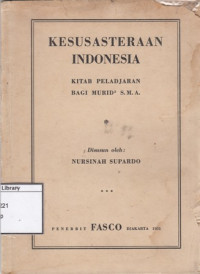 KESUSASTERAAN
INDONESIA
KITAB PELADJARAN
BAGI MURID² S.M.A.
Disusun oleh:
NURSINAH SUPARDO
Library
PENERBIT FASCO DJAKARTA